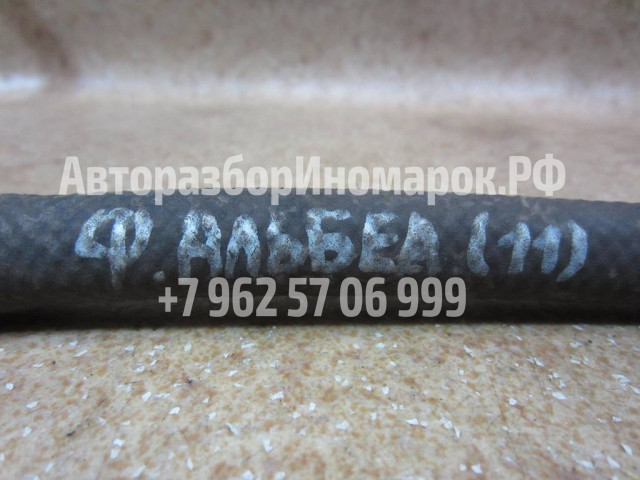 АвторазборИномарок.РФ
Ф. АЛЬБЕА (11)
+7 962 57 06 999